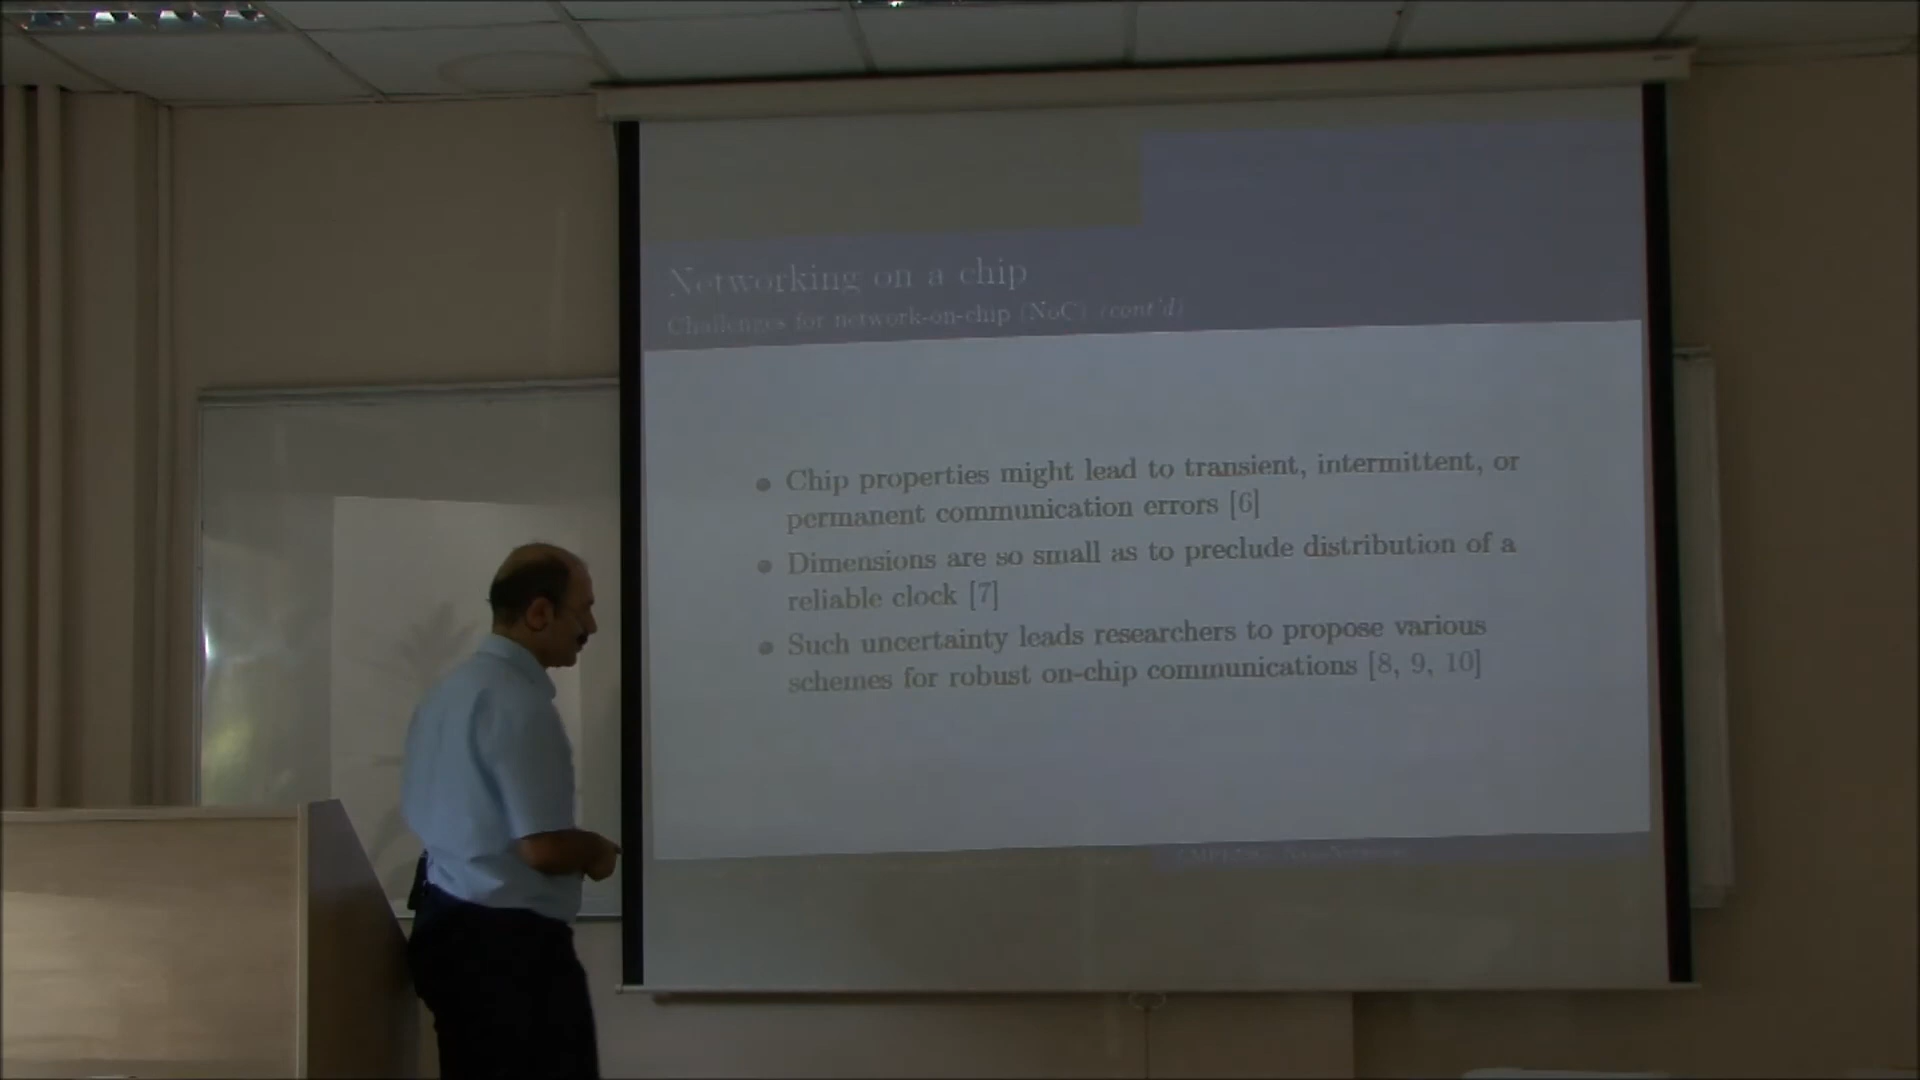 Networking on a chip
Challenges for network-on-chip (NoC) (cont'd)
Chip properties might lead to transient, intermittent, or
permanent communication errors [6]
Dimensions are so small as to preclude distribution of a
reliable clock [7]
Such uncertainty leads researchers to propose various
schemes for robust on-chip communications [8, 9, 10]